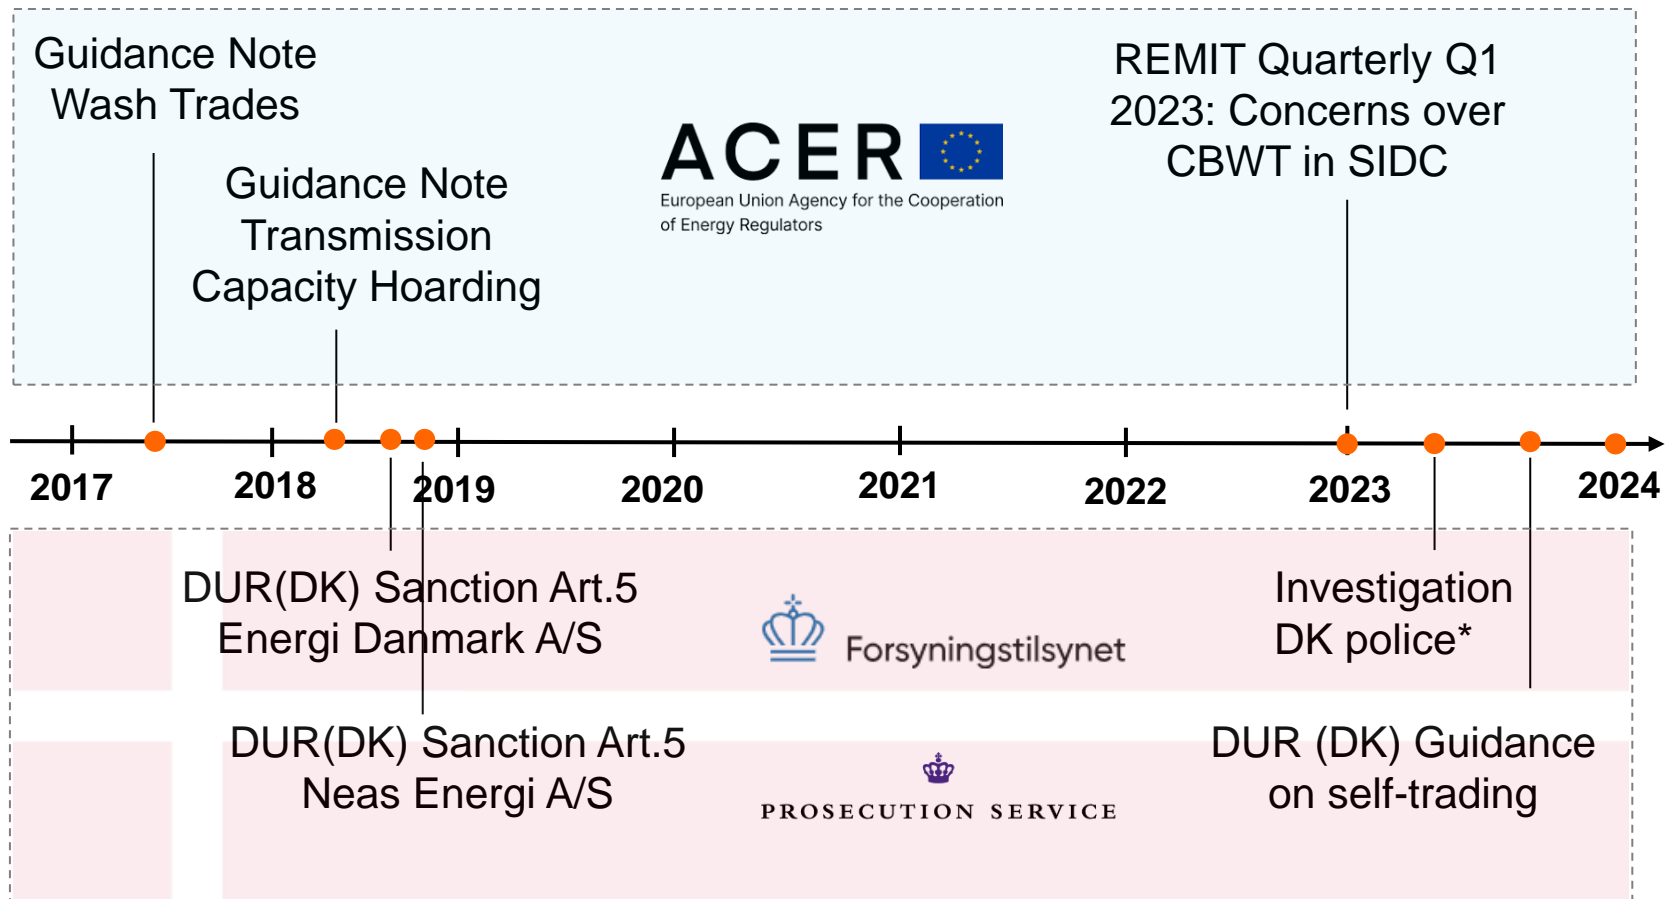 Guidance Note
Wash Trades
Guidance Note
Transmission
Capacity Hoarding
ACER
European Union Agency for the Cooperation
of Energy Regulators
REMIT Quarterly Q1
2023: Concerns over
CBWT in SIDC
2017
2018
2019
2020
2021
2022
2023
2024
DUR(DK) Sanction Art.5
Energi Danmark A/S
Forsyningstilsynet
Investigation
DK police*
DUR(DK) Sanction Art.5
Neas Energi A/S
PROSECUTION SERVICE
DUR (DK) Guidance
on self-trading